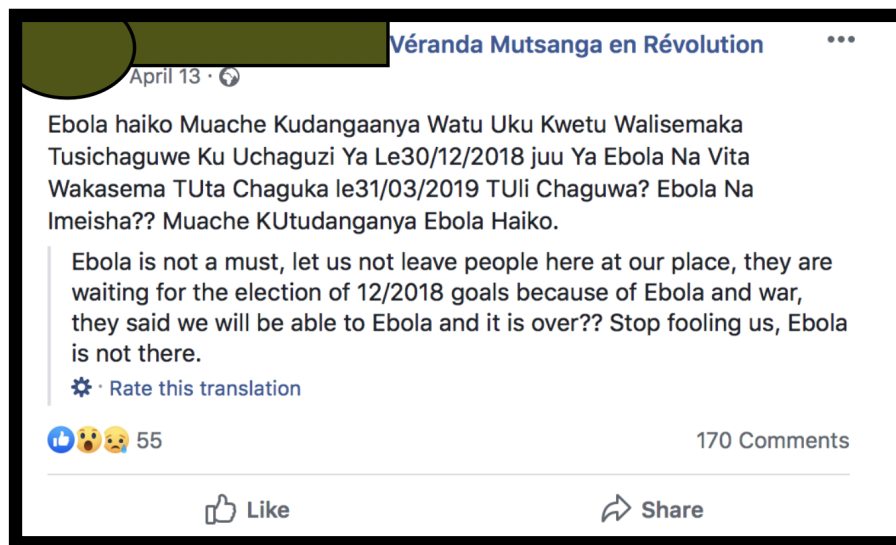 Véranda Mutsanga en Révolution
April 13 ·
Ebola haiko Muache Kudangaanya Watu Uku Kwetu Walisemaka
Tusichaguwe Ku Uchaguzi Ya Le30/12/2018 juu Ya Ebola Na Vita
Wakasema TUta Chaguka le31/03/2019 TUli Chaguwa? Ebola Na
Imeisha?? Muache KUtudanganya Ebola Haiko.
Ebola is not a must, let us not leave people here at our place, they are
waiting for the election of 12/2018 goals because of Ebola and war,
they said we will be able to Ebola and it is over?? Stop fooling us, Ebola
is not there.
· Rate this translation
55 170 Comments
Like Share